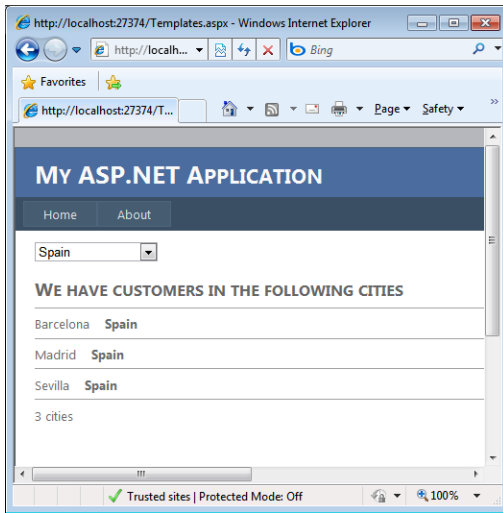 http://localhost:27374/Templates.aspx - Windows Internet Explorer
http://localh... Bing
Favorites
http://localhost:27374/T... Page Safety »
MY ASP.NET APPLICATION
Home About
Spain
WE HAVE CUSTOMERS IN THE FOLLOWING CITIES
Barcelona Spain
Madrid Spain
Sevilla Spain
3 cities
Trusted sites | Protected Mode: Off 100%